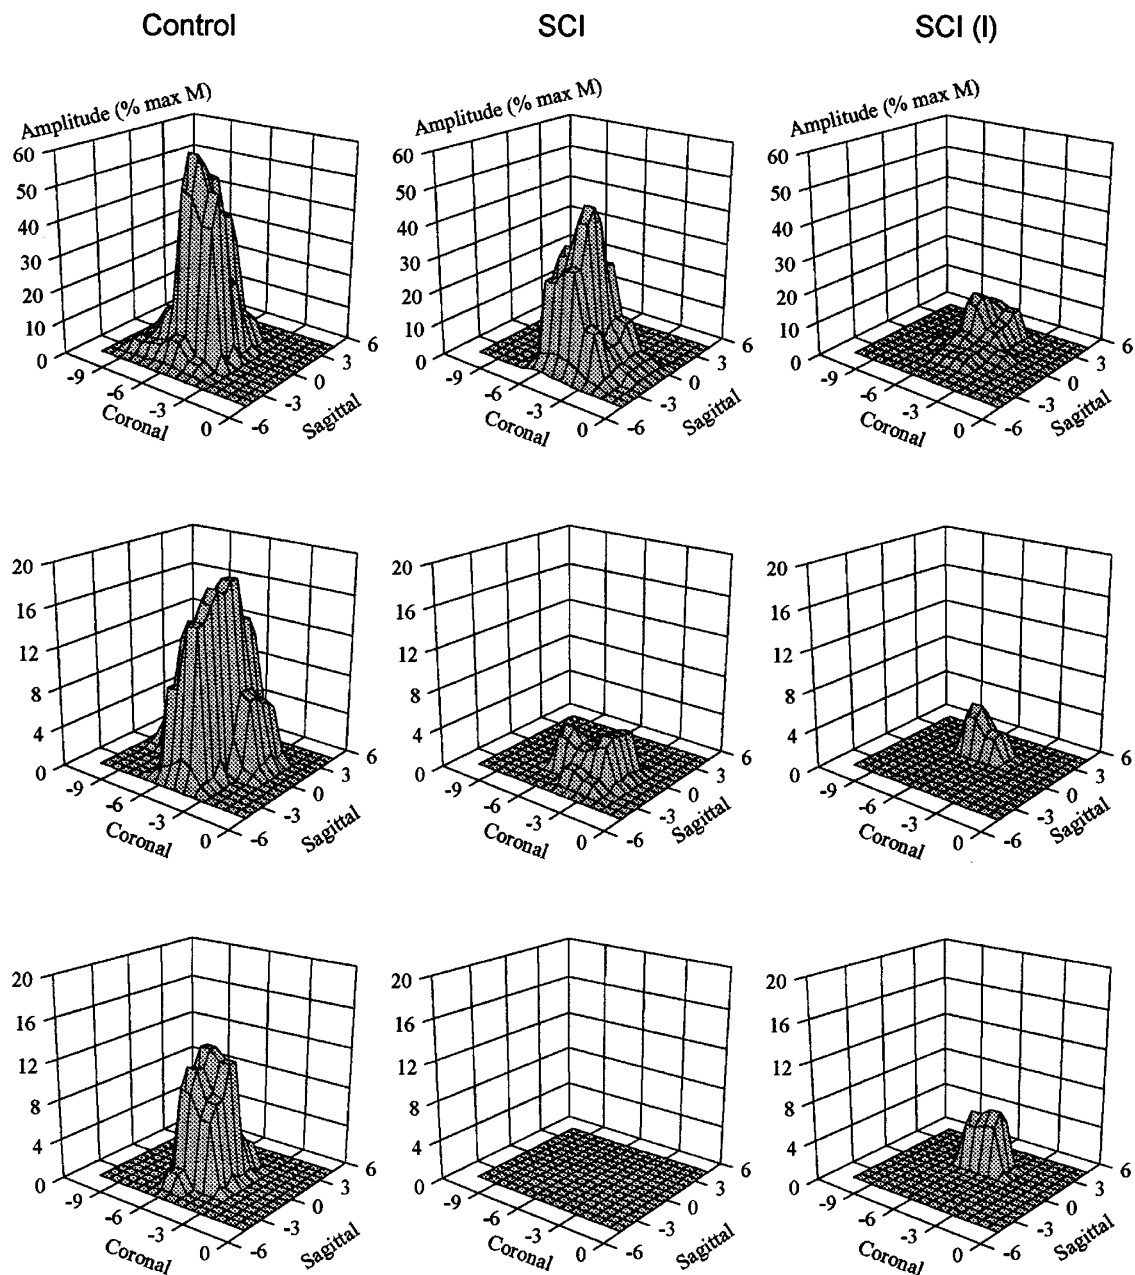 Control SCI SCI (I)
Amplitude (% max M) Amplitude (% max M) Amplitude (% max M)
60 60 60
50 50 50
40 40 40
30 30 30
20 20 20
10 10 10
0 0 0
-9 -6 -3 0 -9 -6 -3 0 -9 -6 -3 0
-6 -3 0 3 6 -6 -3 0 3 6 -6 -3 0 3 6
Coronal Sagittal Coronal Sagittal Coronal Sagittal
20 20 20
16 16 16
12 12 12
8 8 8
4 4 4
0 0 0
-9 -6 -3 0 -9 -6 -3 0 -9 -6 -3 0
-6 -3 0 3 6 -6 -3 0 3 6 -6 -3 0 3 6
Coronal Sagittal Coronal Sagittal Coronal Sagittal
20 20 20
16 16 16
12 12 12
8 8 8
4 4 4
0 0 0
-9 -6 -3 0 -9 -6 -3 0 -9 -6 -3 0
-6 -3 0 3 6 -6 -3 0 3 6 -6 -3 0 3 6
Coronal Sagittal Coronal Sagittal Coronal Sagittal